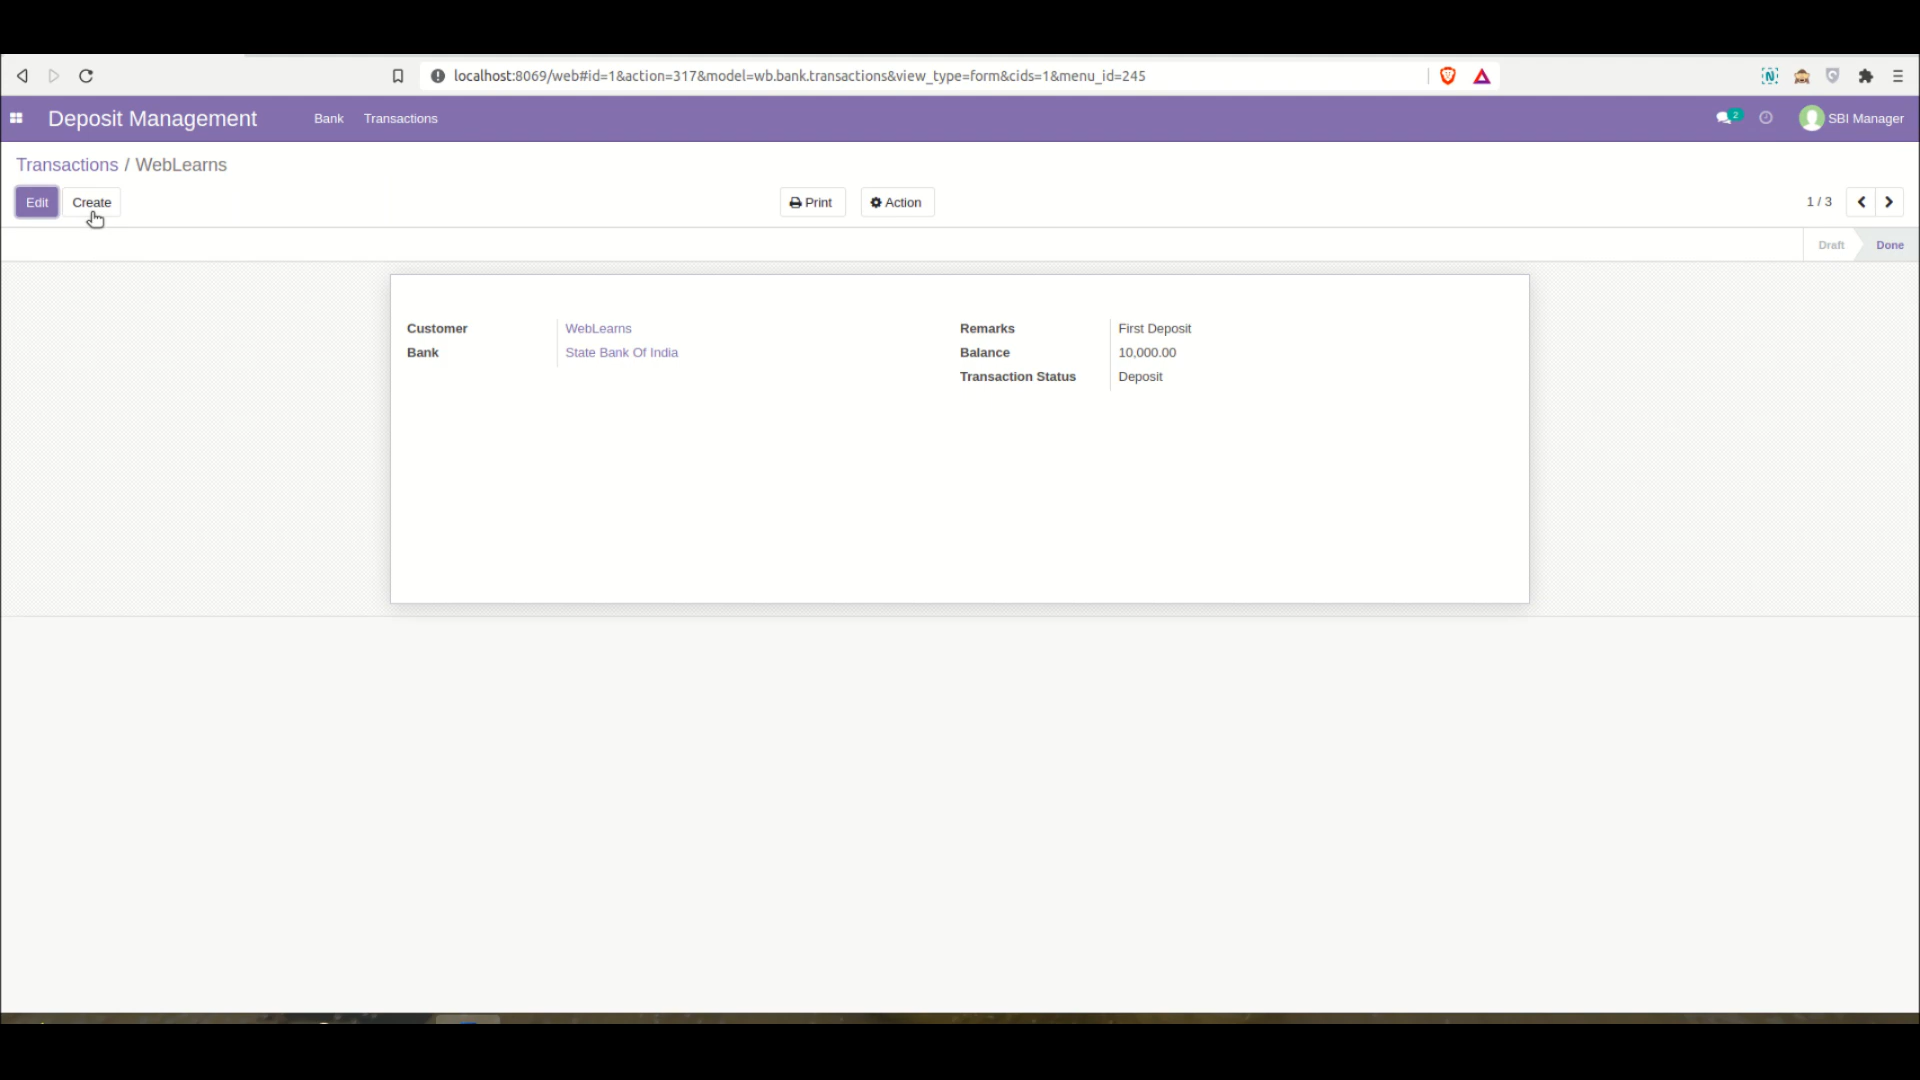 localhost:8069/web#id=1&action=317&model=wb.bank.transactions&view_type=form&cids=1&menu_id=245
Deposit Management Bank Transactions 2 SBI Manager
Transactions / WebLearns
Edit Create Print Action 1 / 3
Draft Done
Customer WebLearns Remarks First Deposit
Bank State Bank Of India Balance 10,000.00
Transaction Status Deposit